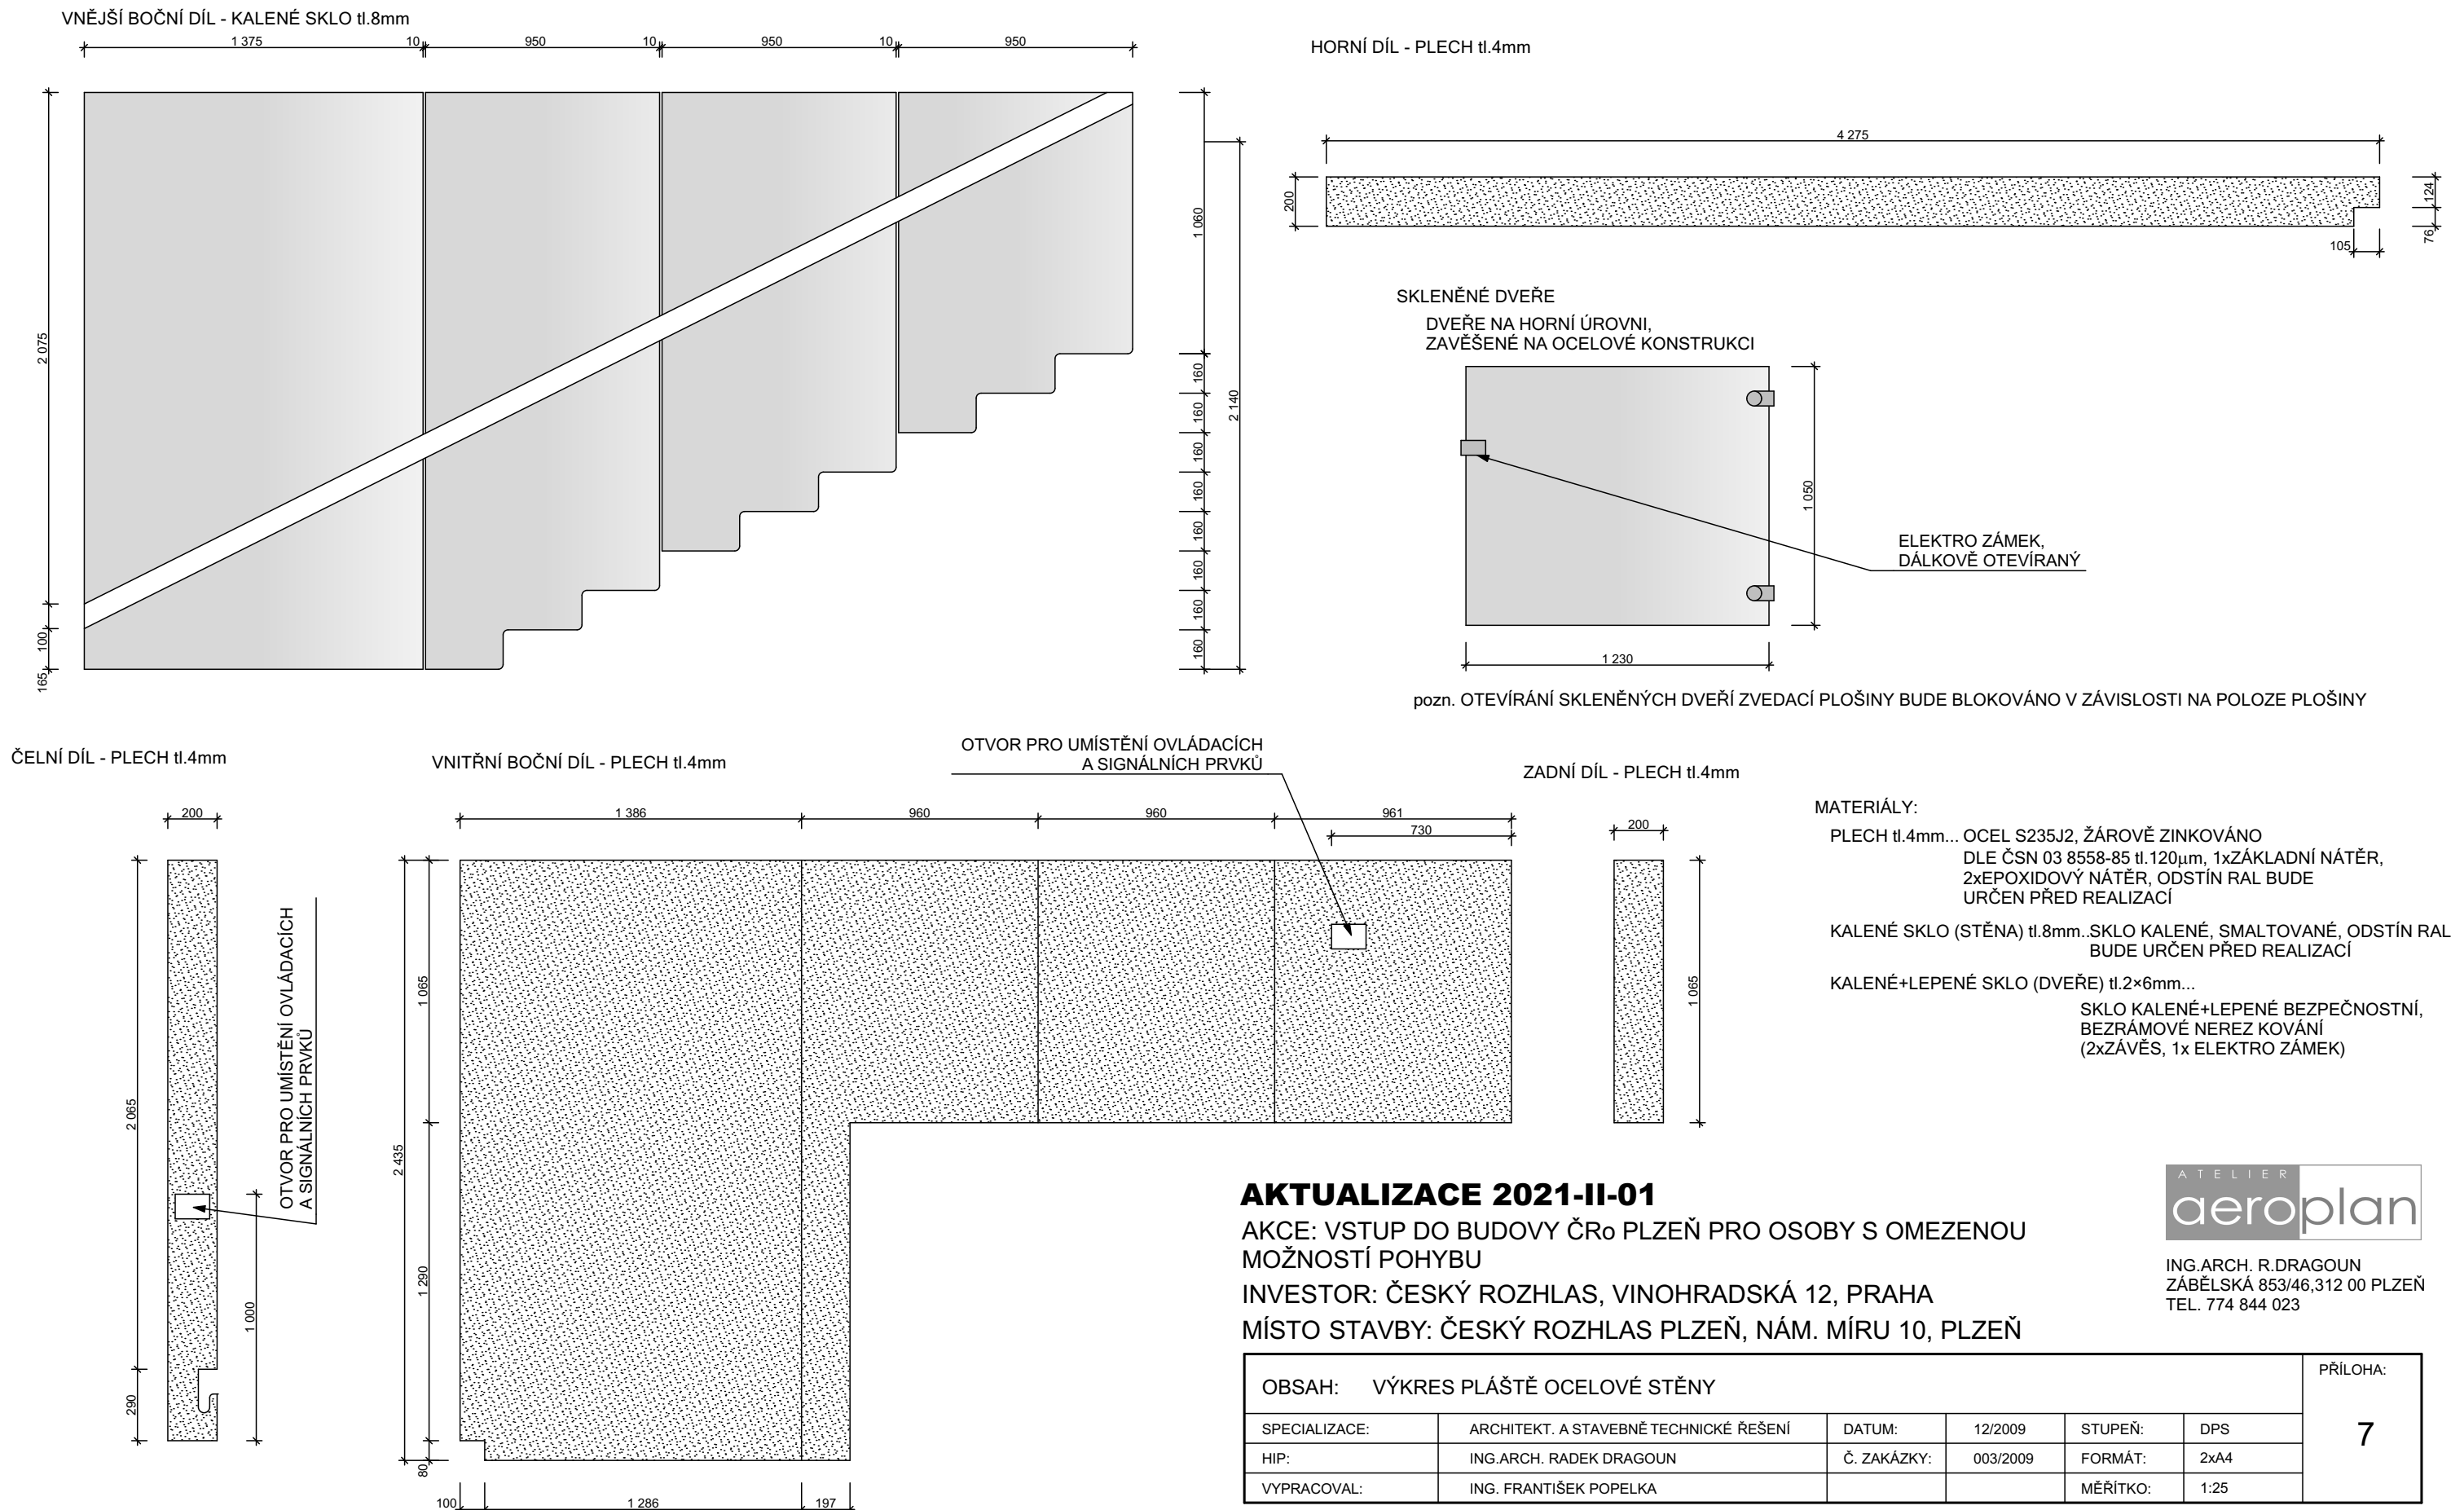 VNĚJŠÍ BOČNÍ DÍL - KALENÉ SKLO tl.8mm
1 375
10
950
10
950
10
950
2 075
100
165
1 060
160
160
160
160
160
160
160
160
2 140
HORNÍ DÍL - PLECH tl.4mm
4 275
200
124
76
105
SKLENĚNÉ DVEŘE
DVEŘE NA HORNÍ ÚROVNI,
ZAVĚŠENÉ NA OCELOVÉ KONSTRUKCI
1 050
1 230
ELEKTRO ZÁMEK,
DÁLKOVĚ OTEVÍRANÝ
pozn. OTEVÍRÁNÍ SKLENĚNÝCH DVEŘÍ ZVEDACÍ PLOŠINY BUDE BLOKOVÁNO V ZÁVISLOSTI NA POLOZE PLOŠINY
ČELNÍ DÍL - PLECH tl.4mm
200
2 065
290
1 000
OTVOR PRO UMÍSTĚNÍ OVLÁDACÍCH
A SIGNÁLNÍCH PRVKŮ
VNITŘNÍ BOČNÍ DÍL - PLECH tl.4mm
OTVOR PRO UMÍSTĚNÍ OVLÁDACÍCH
A SIGNÁLNÍCH PRVKŮ
1 386
960
960
961
730
2 435
1 065
1 290
80
100
1 286
197
ZADNÍ DÍL - PLECH tl.4mm
200
1 065
MATERIÁLY:
PLECH tl.4mm... OCEL S235J2, ŽÁROVĚ ZINKOVÁNO
DLE ČSN 03 8558-85 tl.120µm, 1xZÁKLADNÍ NÁTĚR,
2xEPOXIDOVÝ NÁTĚR, ODSTÍN RAL BUDE
URČEN PŘED REALIZACÍ
KALENÉ SKLO (STĚNA) tl.8mm..SKLO KALENÉ, SMALTOVANÉ, ODSTÍN RAL
BUDE URČEN PŘED REALIZACÍ
KALENÉ+LEPENÉ SKLO (DVEŘE) tl.2×6mm...
SKLO KALENÉ+LEPENÉ BEZPEČNOSTNÍ,
BEZRÁMOVÉ NEREZ KOVÁNÍ
(2xZÁVĚS, 1x ELEKTRO ZÁMEK)
AKTUALIZACE 2021-II-01
AKCE: VSTUP DO BUDOVY ČRo PLZEŇ PRO OSOBY S OMEZENOU
MOŽNOSTÍ POHYBU
INVESTOR: ČESKÝ ROZHLAS, VINOHRADSKÁ 12, PRAHA
MÍSTO STAVBY: ČESKÝ ROZHLAS PLZEŇ, NÁM. MÍRU 10, PLZEŇ
ATELIER
aeroplan
ING.ARCH. R.DRAGOUN
ZÁBĚLSKÁ 853/46,312 00 PLZEŇ
TEL. 774 844 023
OBSAH: VÝKRES PLÁŠTĚ OCELOVÉ STĚNY
PŘÍLOHA:
7
SPECIALIZACE: ARCHITEKT. A STAVEBNĚ TECHNICKÉ ŘEŠENÍ DATUM: 12/2009 STUPEŇ: DPS
HIP: ING.ARCH. RADEK DRAGOUN Č. ZAKÁZKY: 003/2009 FORMÁT: 2xA4
VYPRACOVAL: ING. FRANTIŠEK POPELKA MĚŘÍTKO: 1:25